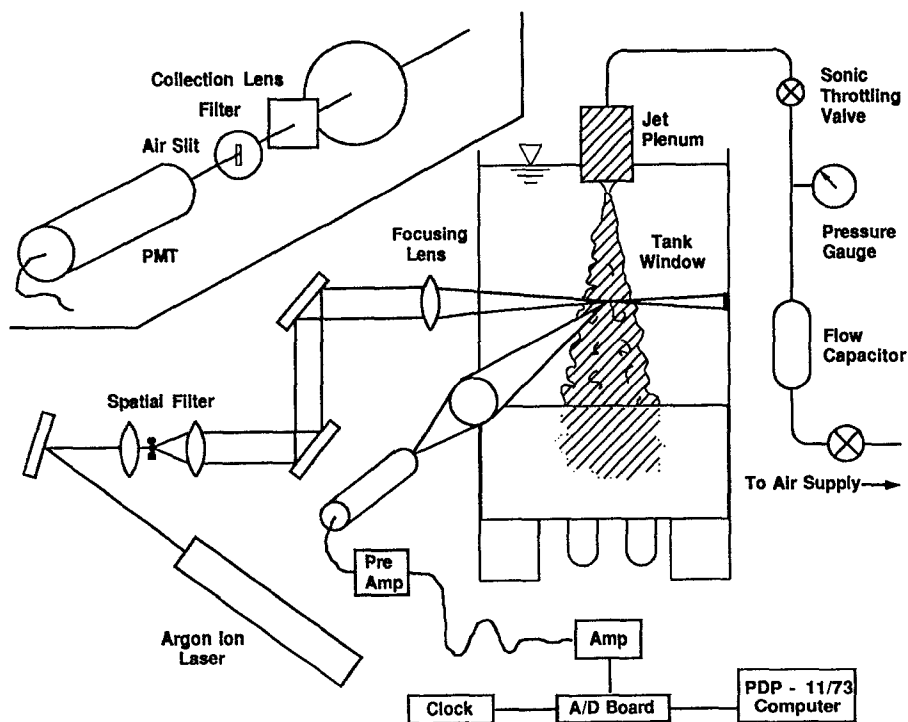 Collection Lens
Filter
Air Slit
PMT
Jet
Plenum
Sonic
Throttling
Valve
Pressure
Gauge
Focusing
Lens
Tank
Window
Flow
Capacitor
Spatial Filter
To Air Supply
Pre
Amp
Argon Ion
Laser
Amp
Clock
A/D Board
PDP - 11/73
Computer